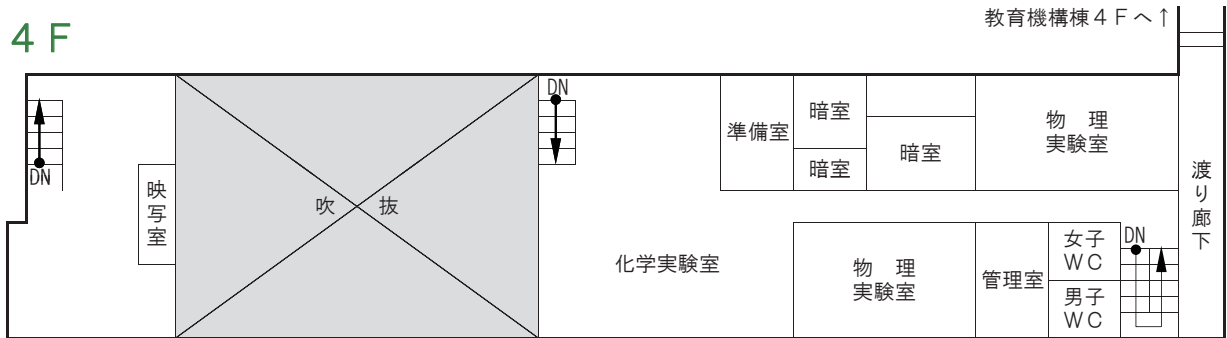 4F
教育機構棟4Fへ↑
DN
DN
準備室
暗室
暗室
暗室
物 理
実験室
映写室
吹 抜
化学実験室
物 理
実験室
管理室
女子
WC
男子
WC
DN
渡り廊下